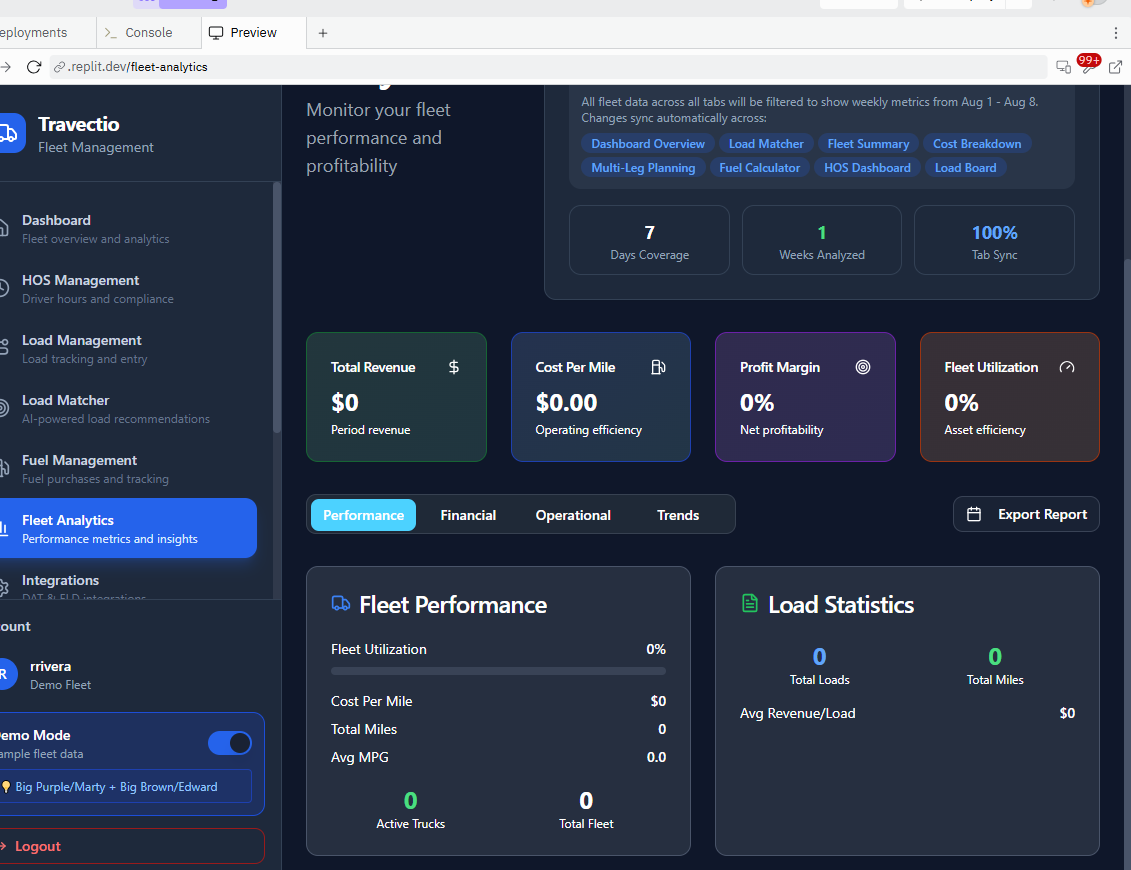 eployments
Console
Preview
.replit.dev/fleet-analytics
99+
Travectio
Fleet Management
Dashboard
Fleet overview and analytics
HOS Management
Driver hours and compliance
Load Management
Load tracking and entry
Load Matcher
AI-powered load recommendations
Fuel Management
Fuel purchases and tracking
Fleet Analytics
Performance metrics and insights
Integrations
DAT & ELD integrations
ount
R
rrivera
Demo Fleet
emo Mode
ample fleet data
Big Purple/Marty + Big Brown/Edward
Logout
Monitor your fleet
performance and
profitability
All fleet data across all tabs will be filtered to show weekly metrics from Aug 1 - Aug 8.
Changes sync automatically across:
Dashboard Overview Load Matcher Fleet Summary Cost Breakdown
Multi-Leg Planning Fuel Calculator HOS Dashboard Load Board
7
Days Coverage
1
Weeks Analyzed
100%
Tab Sync
Total Revenue
$0
Period revenue
Cost Per Mile
$0.00
Operating efficiency
Profit Margin
0%
Net profitability
Fleet Utilization
0%
Asset efficiency
Performance Financial Operational Trends
Export Report
Fleet Performance
Fleet Utilization 0%
Cost Per Mile $0
Total Miles 0
Avg MPG 0.0
0
Active Trucks
0
Total Fleet
Load Statistics
0
Total Loads
0
Total Miles
Avg Revenue/Load $0